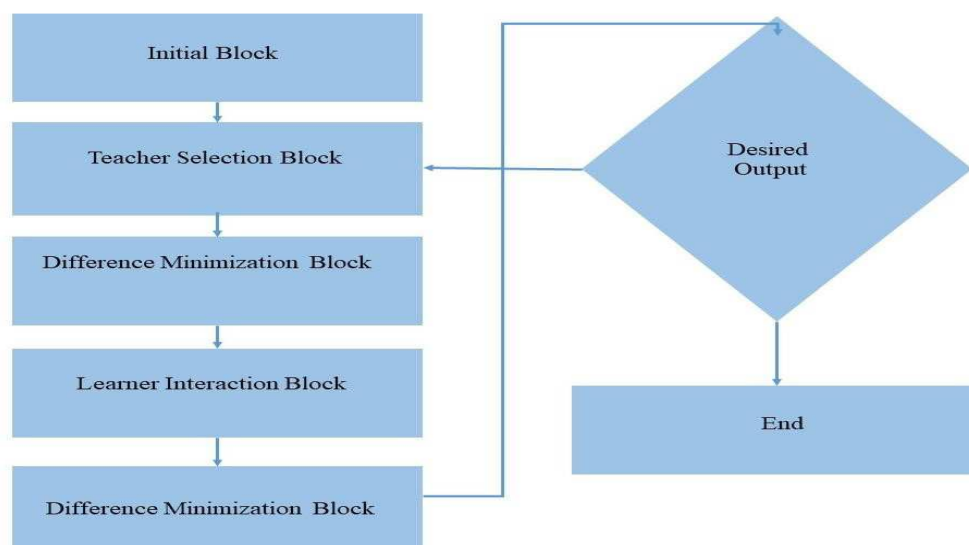 Initial Block
Teacher Selection Block
Difference Minimization Block
Learner Interaction Block
Difference Minimization Block
Desired
Output
End